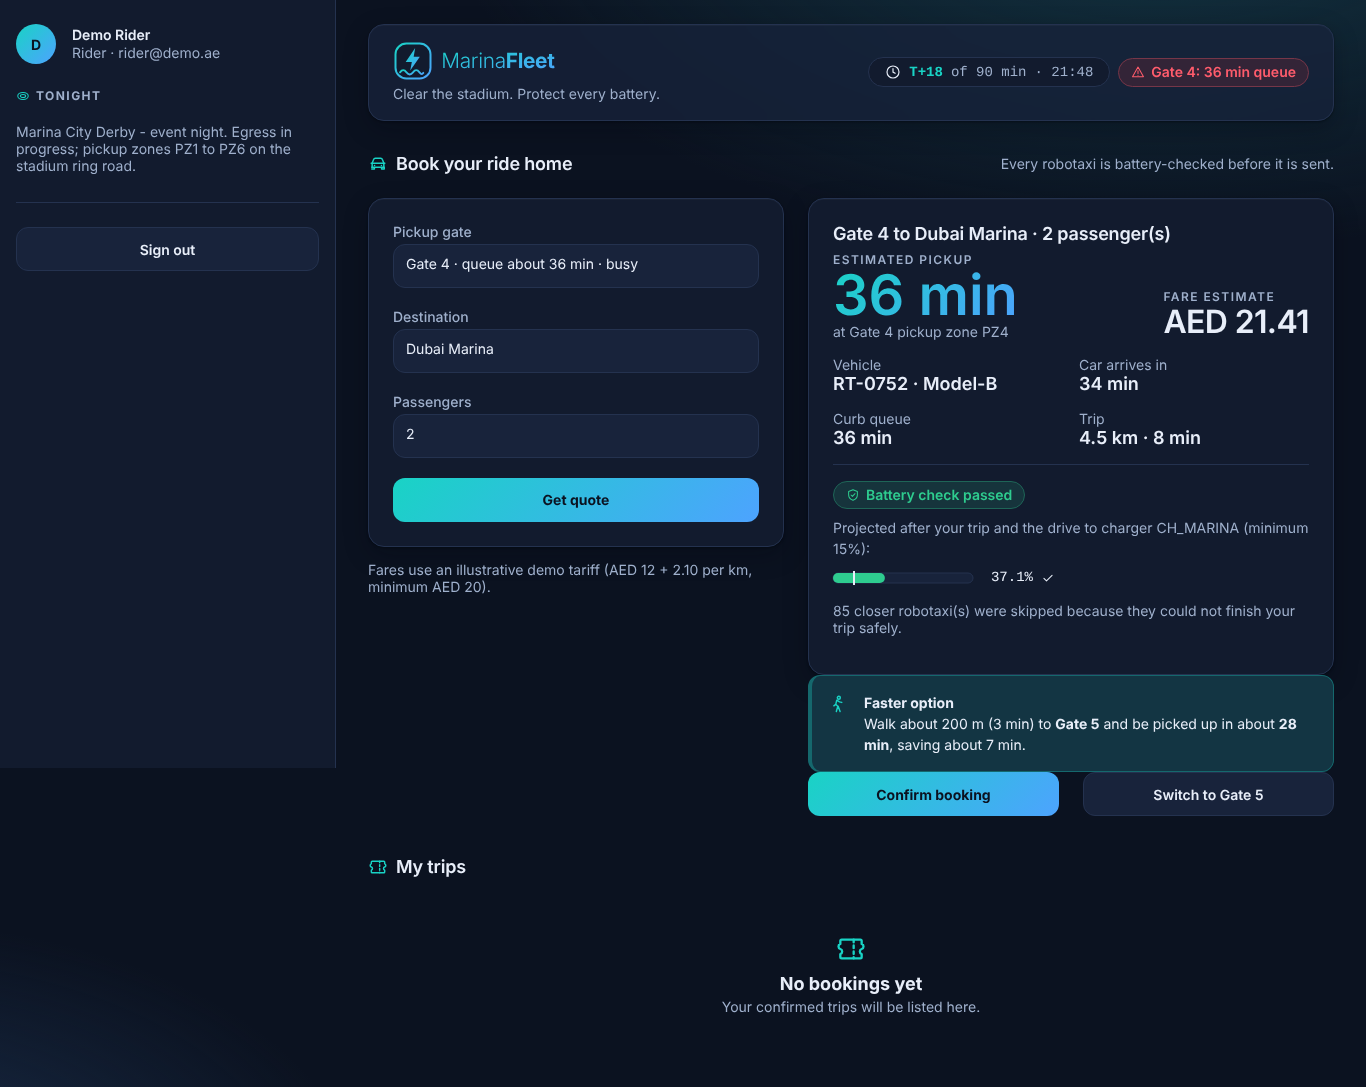 D
Demo Rider
Rider · rider@demo.ae
TONIGHT
Marina City Derby - event night. Egress in
progress; pickup zones PZ1 to PZ6 on the
stadium ring road.
Sign out
MarinaFleet
Clear the stadium. Protect every battery.
T+18 of 90 min · 21:48
Gate 4: 36 min queue
Book your ride home
Every robotaxi is battery-checked before it is sent.
Pickup gate
Gate 4 · queue about 36 min · busy
Destination
Dubai Marina
Passengers
2
Get quote
Fares use an illustrative demo tariff (AED 12 + 2.10 per km,
minimum AED 20).
Gate 4 to Dubai Marina · 2 passenger(s)
ESTIMATED PICKUP
36 min
at Gate 4 pickup zone PZ4
FARE ESTIMATE
AED 21.41
Vehicle
RT-0752 · Model-B
Car arrives in
34 min
Curb queue
36 min
Trip
4.5 km · 8 min
Battery check passed
Projected after your trip and the drive to charger CH_MARINA (minimum
15%):
37.1% ✓
85 closer robotaxi(s) were skipped because they could not finish your
trip safely.
Faster option
Walk about 200 m (3 min) to Gate 5 and be picked up in about 28
min, saving about 7 min.
Confirm booking
Switch to Gate 5
My trips
No bookings yet
Your confirmed trips will be listed here.